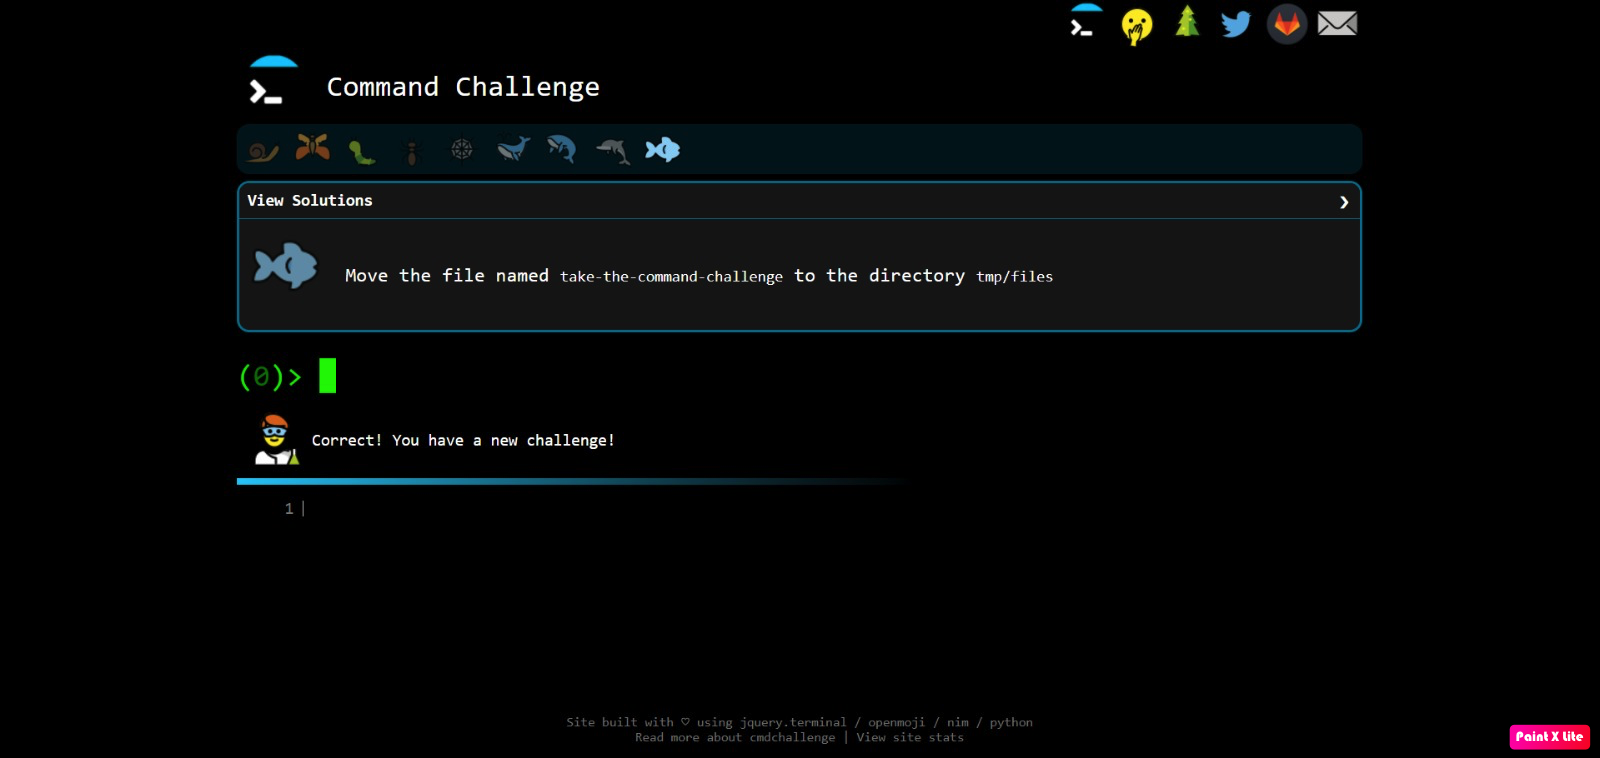 Command Challenge
View Solutions
Move the file named take-the-command-challenge to the directory tmp/files
(0)>
Correct! You have a new challenge!
1
Site built with ♡ using jquery.terminal / openmoji / nim / python
Read more about cmdchallenge | View site stats
Paint X lite